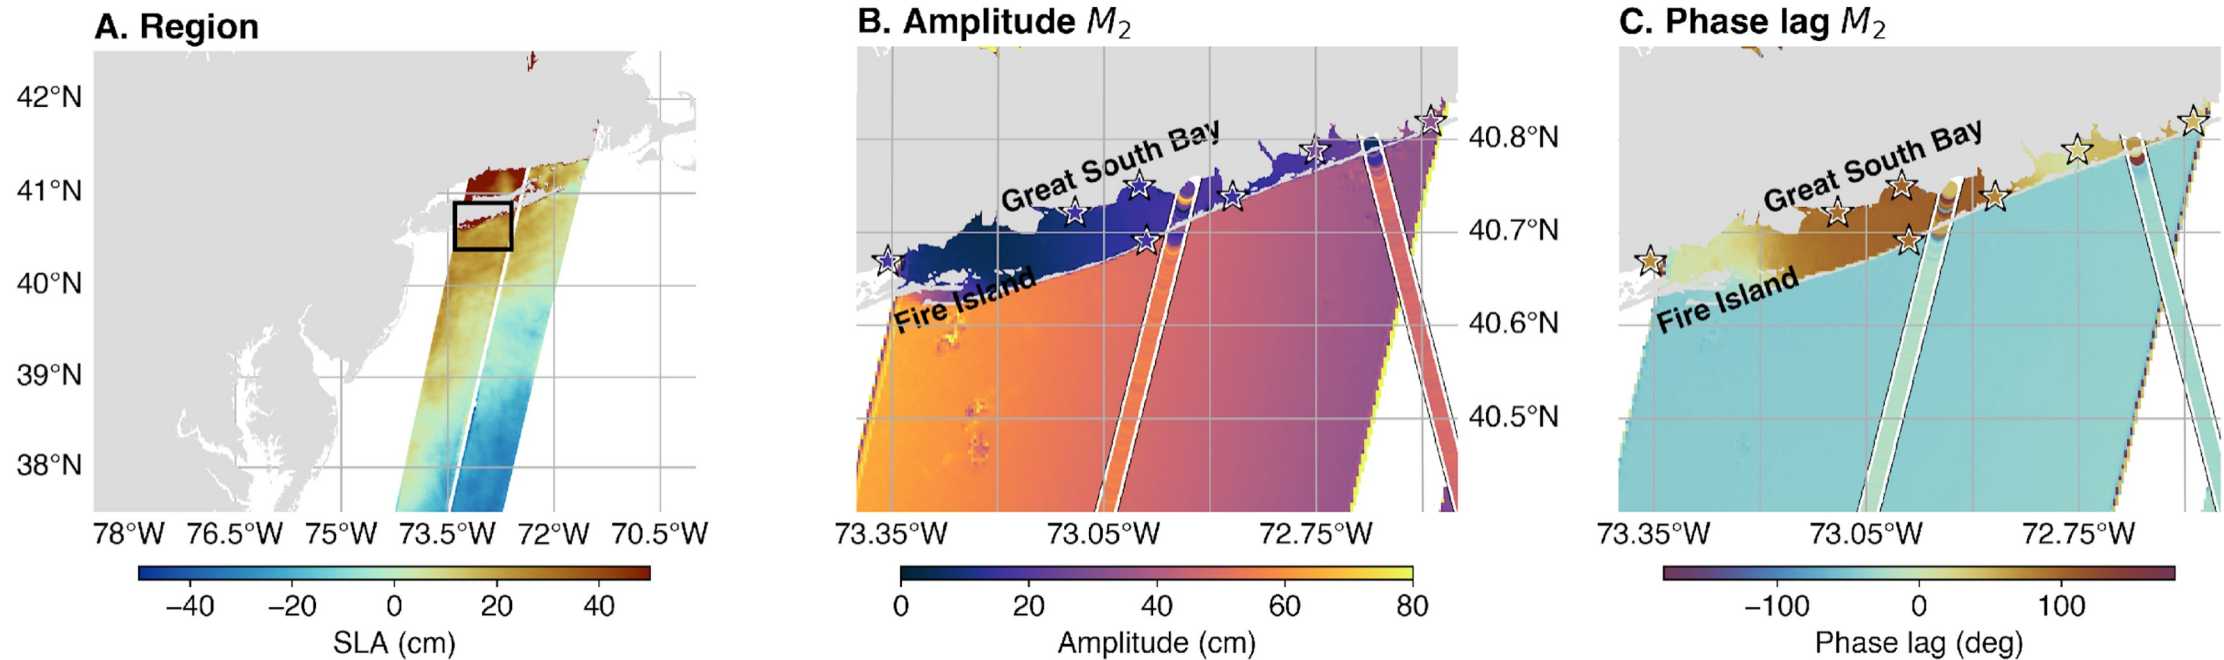 A. Region
42°N
41°N
40°N
39°N
38°N
78°W 76.5°W 75°W 73.5°W 72°W 70.5°W
−40 −20 0 20 40
SLA (cm)
B. Amplitude M₂
Great South Bay
Fire Island
40.8°N
40.7°N
40.6°N
40.5°N
73.35°W 73.05°W 72.75°W
0 20 40 60 80
Amplitude (cm)
C. Phase lag M₂
Great South Bay
Fire Island
73.35°W 73.05°W 72.75°W
−100 0 100
Phase lag (deg)